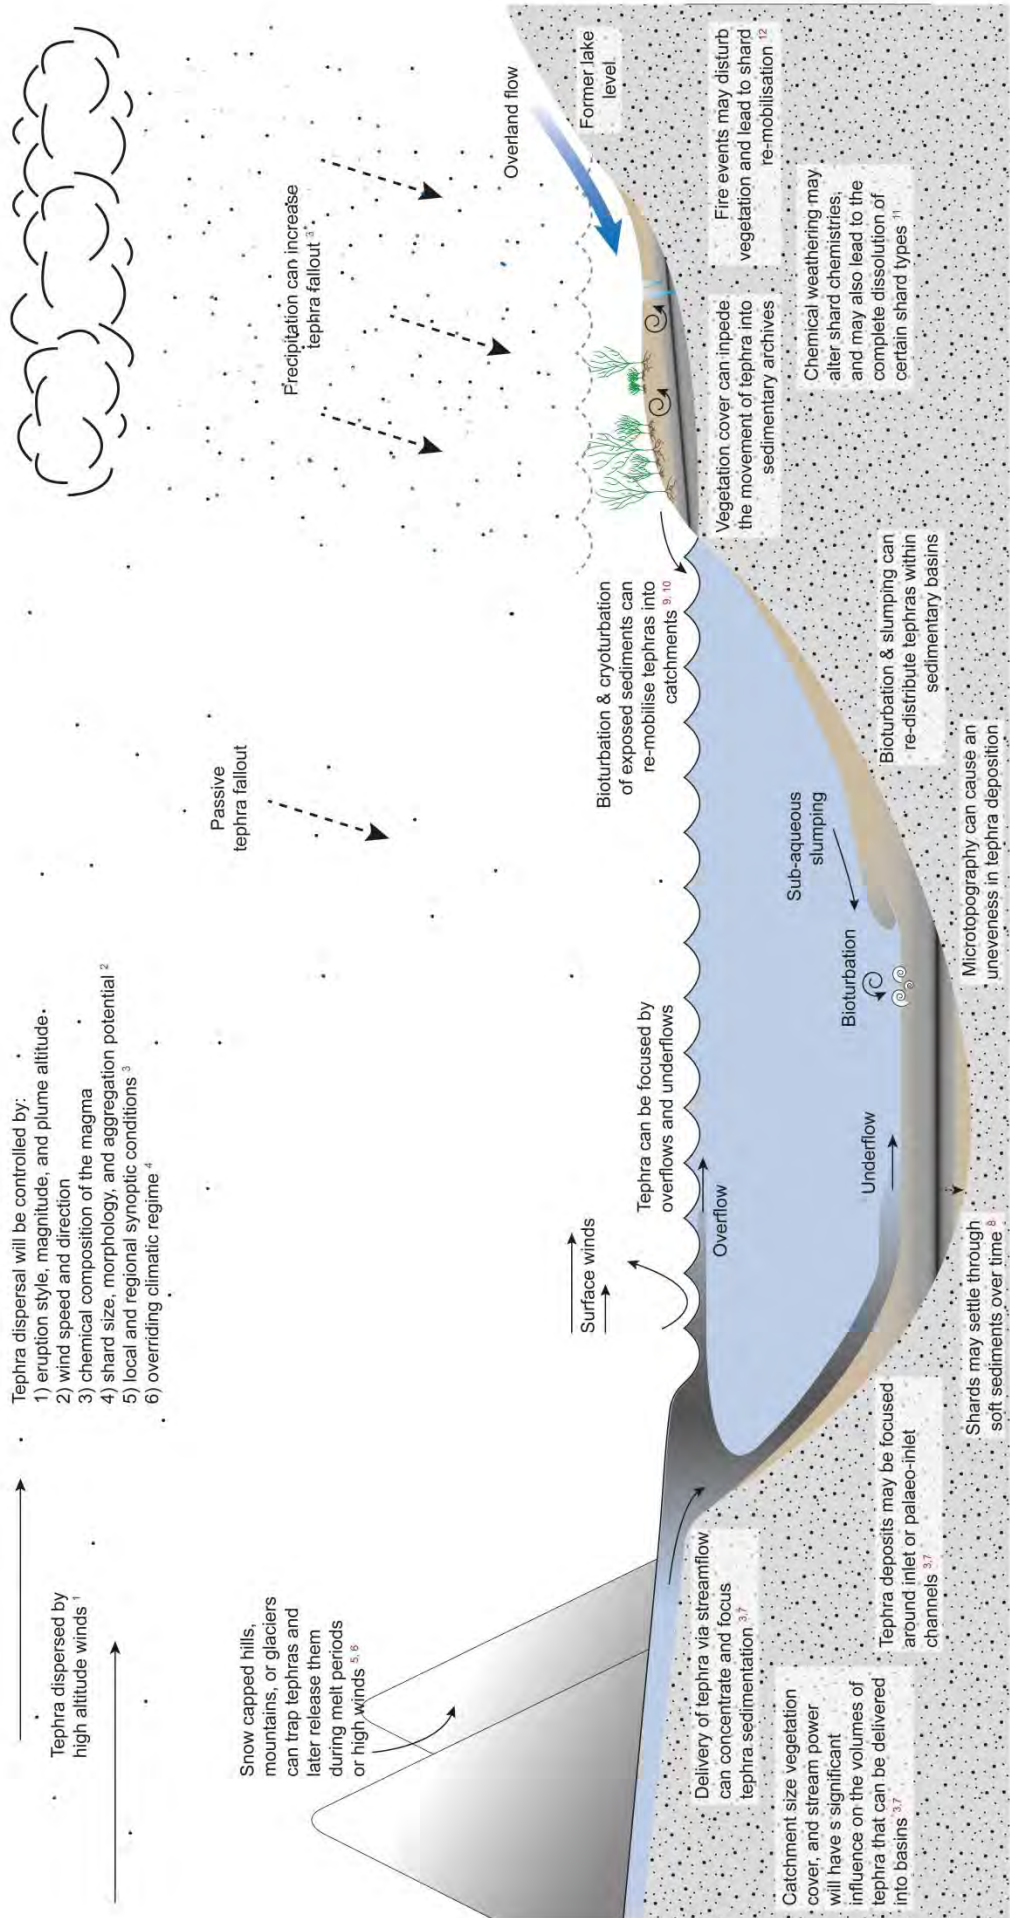 Tephra dispersed by
high altitude winds 1
Tephra dispersal will be controlled by:
1) eruption style, magnitude, and plume altitude
2) wind speed and direction
3) chemical composition of the magma
4) shard size, morphology, and aggregation potential 2
5) local and regional synoptic conditions 3
6) overriding climatic regime 4
Passive
tephra fallout
Precipitation can increase
tephra fallout 3
Snow capped hills,
mountains, or glaciers
can trap tephras and
later release them
during melt periods
or high winds 5, 6
Surface winds
Tephra can be focused by
overflows and underflows
Bioturbation & cryoturbation
of exposed sediments can
re-mobilise tephras into
catchments 9, 10
Overland flow
Former lake
level
Overflow
Underflow
Bioturbation
Sub-aqueous
slumping
Delivery of tephra via streamflow
can concentrate and focus
tephra sedimentation 3,7
Catchment size vegetation
cover, and stream power
will have s significant
influence on the volumes of
tephra that can be delivered
into basins 3,7
Tephra deposits may be focused
around inlet or palaeo-inlet
channels 3,7
Shards may settle through
soft sediments over time 8
Microtopography can cause an
uneveness in tephra deposition
Bioturbation & slumping can
re-distribute tephras within
sedimentary basins
Vegetation cover can inpede
the movement of tephra into
sedimentary archives
Fire events may disturb
vegetation and lead to shard
re-mobilisation 12
Chemical weathering may
alter shard chemistries,
and may also lead to the
complete dissolution of
certain shard types 11